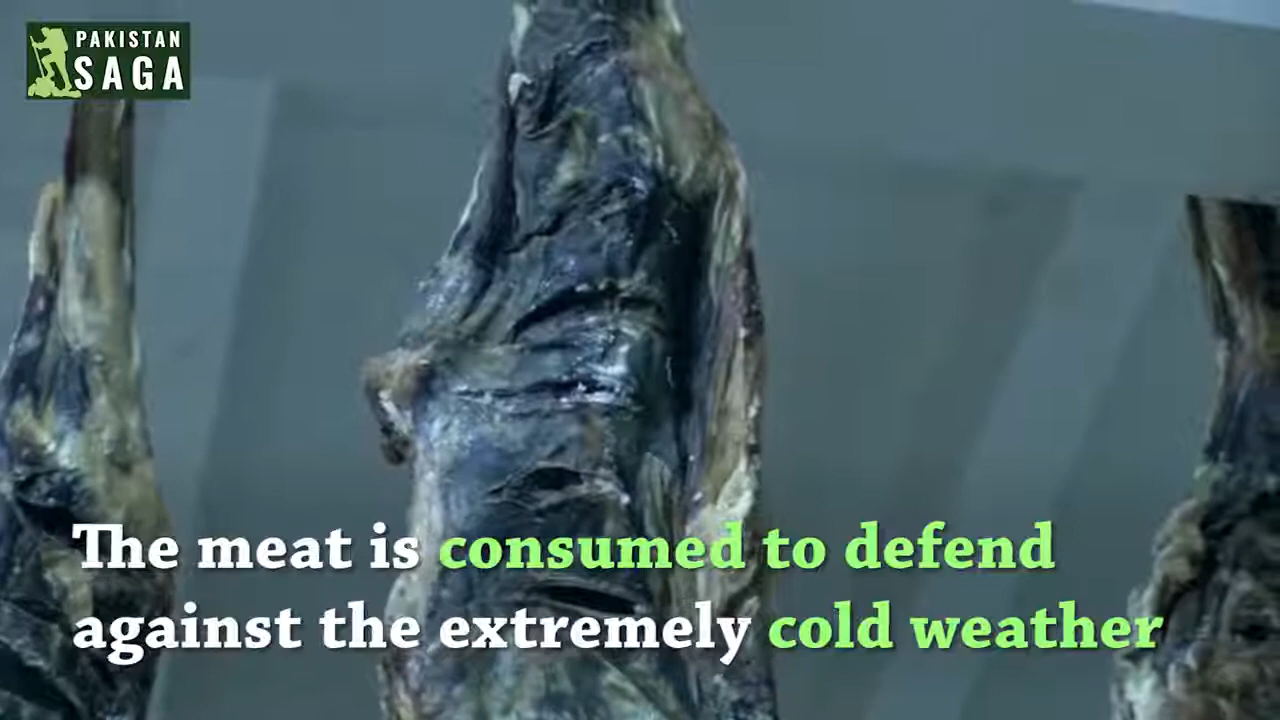 PAKISTAN
SAGA
The meat is consumed to defend
against the extremely cold weather